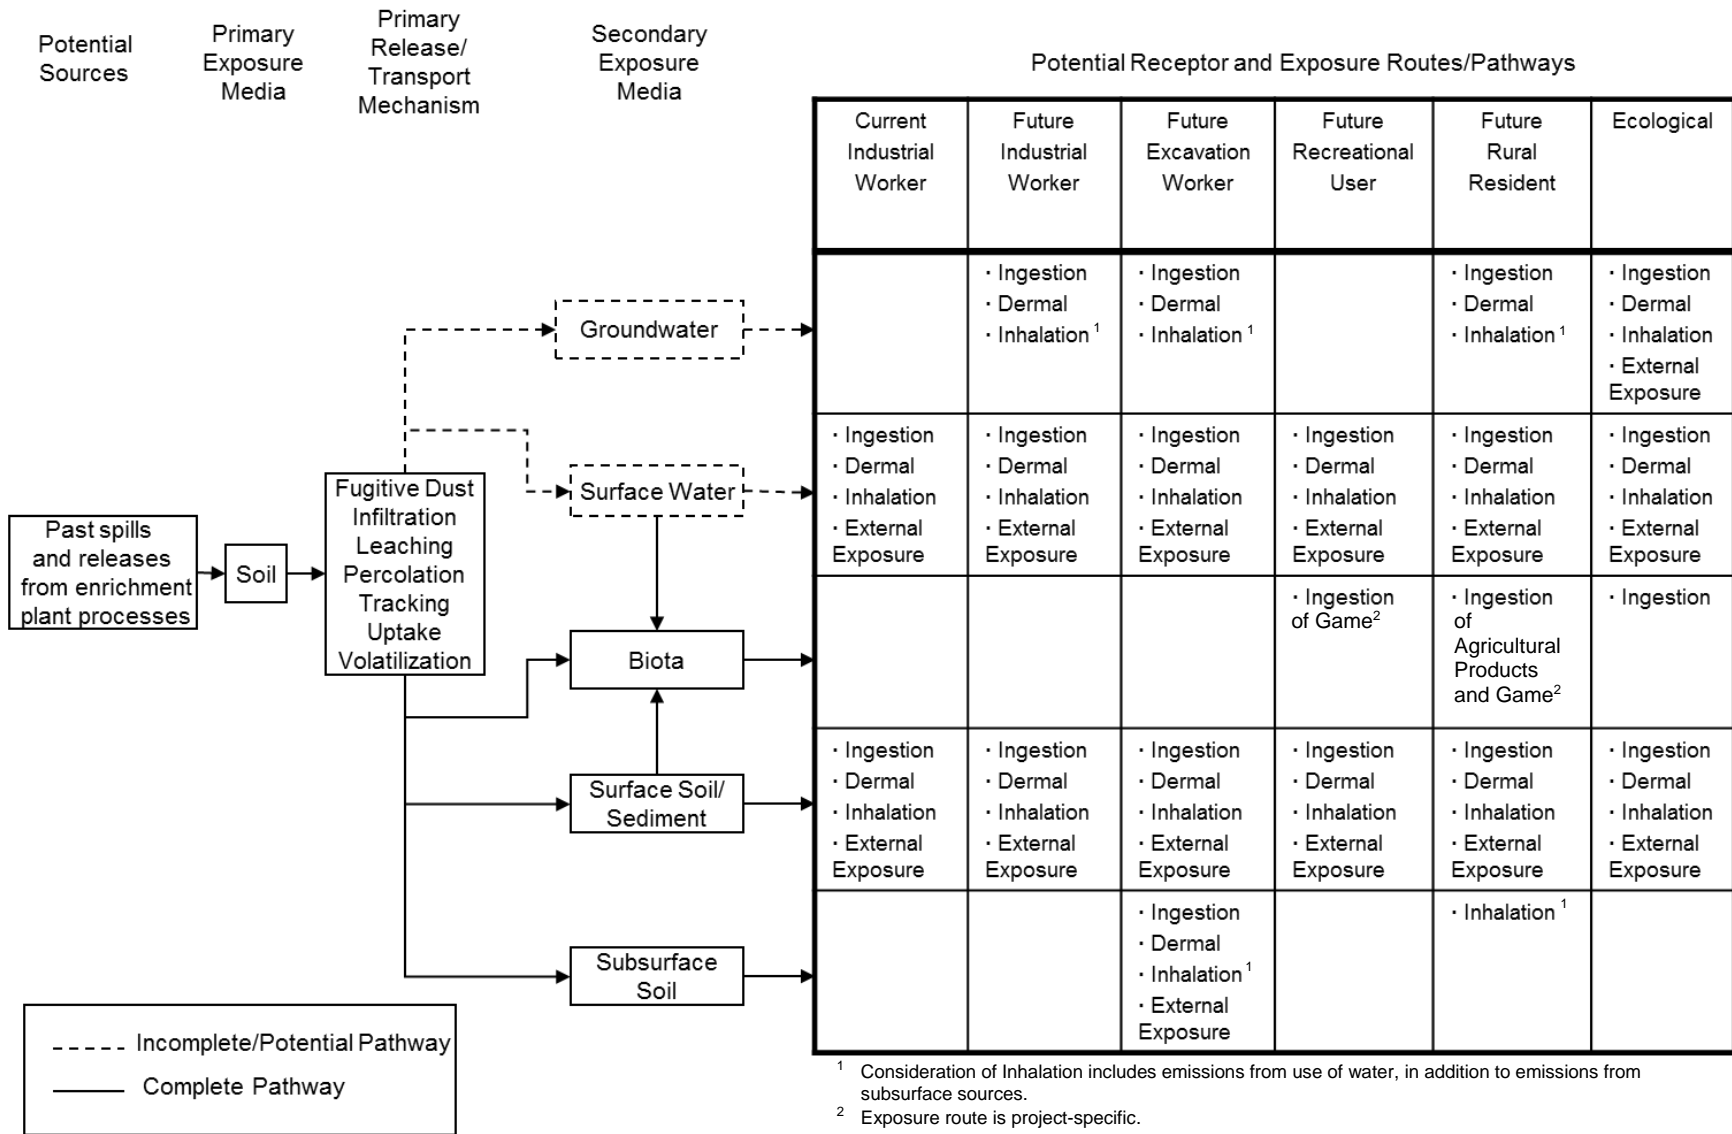 Potential
Sources
Primary
Exposure
Media
Primary
Release/
Transport
Mechanism
Secondary
Exposure
Media
Potential Receptor and Exposure Routes/Pathways
Current
Industrial
Worker
Future
Industrial
Worker
Future
Excavation
Worker
Future
Recreational
User
Future
Rural
Resident
Ecological
Past spills
and releases
from enrichment
plant processes
Soil
Fugitive Dust
Infiltration
Leaching
Percolation
Tracking
Uptake
Volatilization
Groundwater
· Ingestion
· Dermal
· Inhalation ¹
· Ingestion
· Dermal
· Inhalation ¹
· Ingestion
· Dermal
· Inhalation ¹
· Ingestion
· Dermal
· Inhalation
· External
Exposure
Surface Water
· Ingestion
· Dermal
· Inhalation
· External
Exposure
· Ingestion
· Dermal
· Inhalation
· External
Exposure
· Ingestion
· Dermal
· Inhalation
· External
Exposure
· Ingestion
· Dermal
· Inhalation
· External
Exposure
· Ingestion
· Dermal
· Inhalation
· External
Exposure
· Ingestion
· Dermal
· Inhalation
· External
Exposure
Biota
· Ingestion
of Game²
· Ingestion
of
Agricultural
Products
and Game²
· Ingestion
Surface Soil/
Sediment
· Ingestion
· Dermal
· Inhalation
· External
Exposure
· Ingestion
· Dermal
· Inhalation
· External
Exposure
· Ingestion
· Dermal
· Inhalation
· External
Exposure
· Ingestion
· Dermal
· Inhalation
· External
Exposure
· Ingestion
· Dermal
· Inhalation
· External
Exposure
· Ingestion
· Dermal
· Inhalation
· External
Exposure
Subsurface
Soil
· Ingestion
· Dermal
· Inhalation ¹
· External
Exposure
· Inhalation ¹
Incomplete/Potential Pathway
Complete Pathway
¹ Consideration of Inhalation includes emissions from use of water, in addition to emissions from
subsurface sources.
² Exposure route is project-specific.